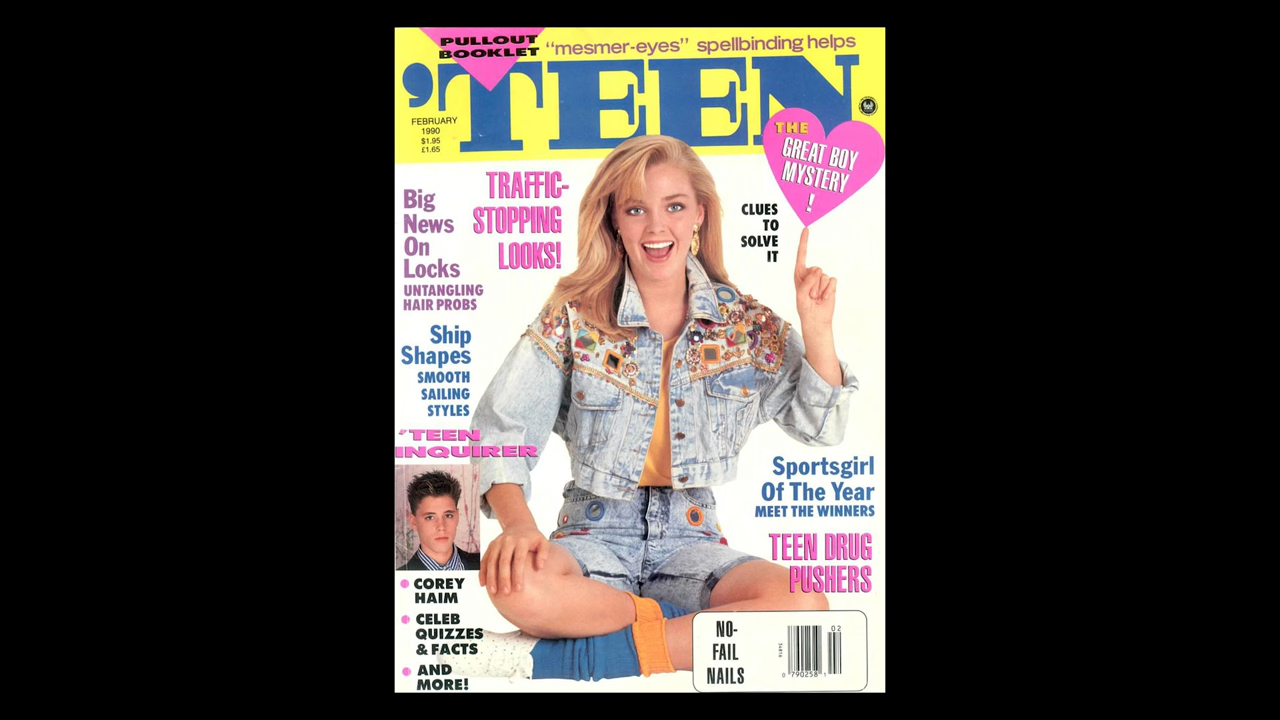 PULLOUT
BOOKLET
"mesmer-eyes" spellbinding helps
'TEEN
FEBRUARY
1990
$1.95
£1.65
THE
GREAT BOY
MYSTERY
!
CLUES
TO
SOLVE
IT
TRAFFIC-
STOPPING
LOOKS!
Big
News
On
Locks
UNTANGLING
HAIR PROBS
Ship
Shapes
SMOOTH
SAILING
STYLES
'TEEN
INQUIRER
COREY
HAIM
CELEB
QUIZZES
& FACTS
AND
MORE!
Sportsgirl
Of The Year
MEET THE WINNERS
TEEN DRUG
PUSHERS
NO-
FAIL
NAILS
02
0 790258 1